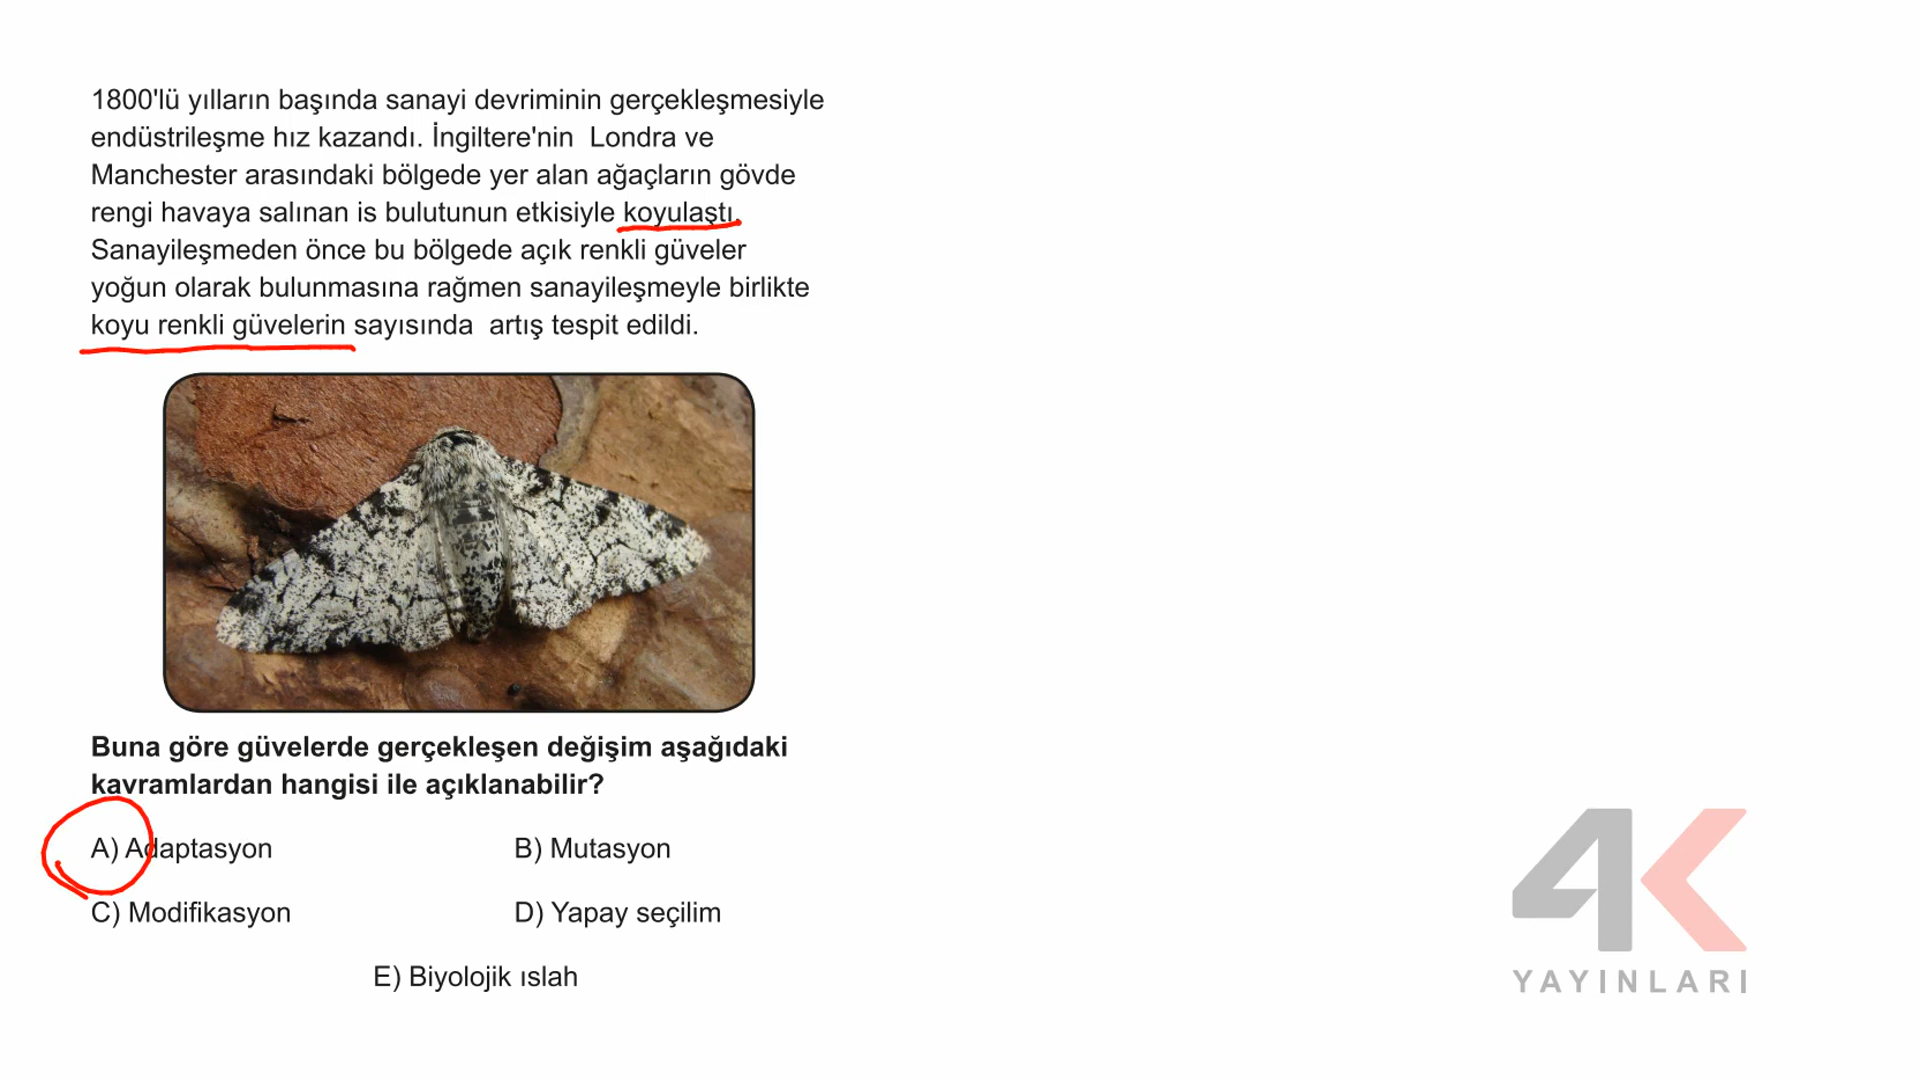 1800'lü yılların başında sanayi devriminin gerçekleşmesiyle
endüstrileşme hız kazandı. İngiltere'nin Londra ve
Manchester arasındaki bölgede yer alan ağaçların gövde
rengi havaya salınan is bulutunun etkisiyle koyulaştı.
Sanayileşmeden önce bu bölgede açık renkli güveler
yoğun olarak bulunmasına rağmen sanayileşmeyle birlikte
koyu renkli güvelerin sayısında artış tespit edildi.
Buna göre güvelerde gerçekleşen değişim aşağıdaki
kavramlardan hangisi ile açıklanabilir?
A) Adaptasyon
B) Mutasyon
C) Modifikasyon
D) Yapay seçilim
E) Biyolojik ıslah
4K
YAYINLARI